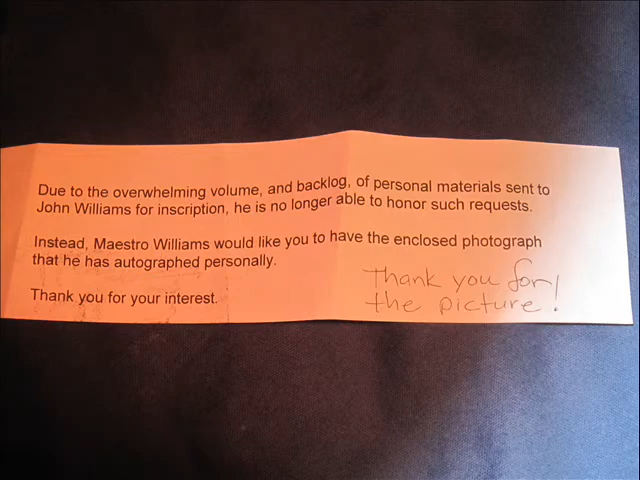 Due to the overwhelming volume, and backlog, of personal materials sent to
John Williams for inscription, he is no longer able to honor such requests.
Instead, Maestro Williams would like you to have the enclosed photograph
that he has autographed personally.
Thank you for your interest.
Thank you for
the picture!